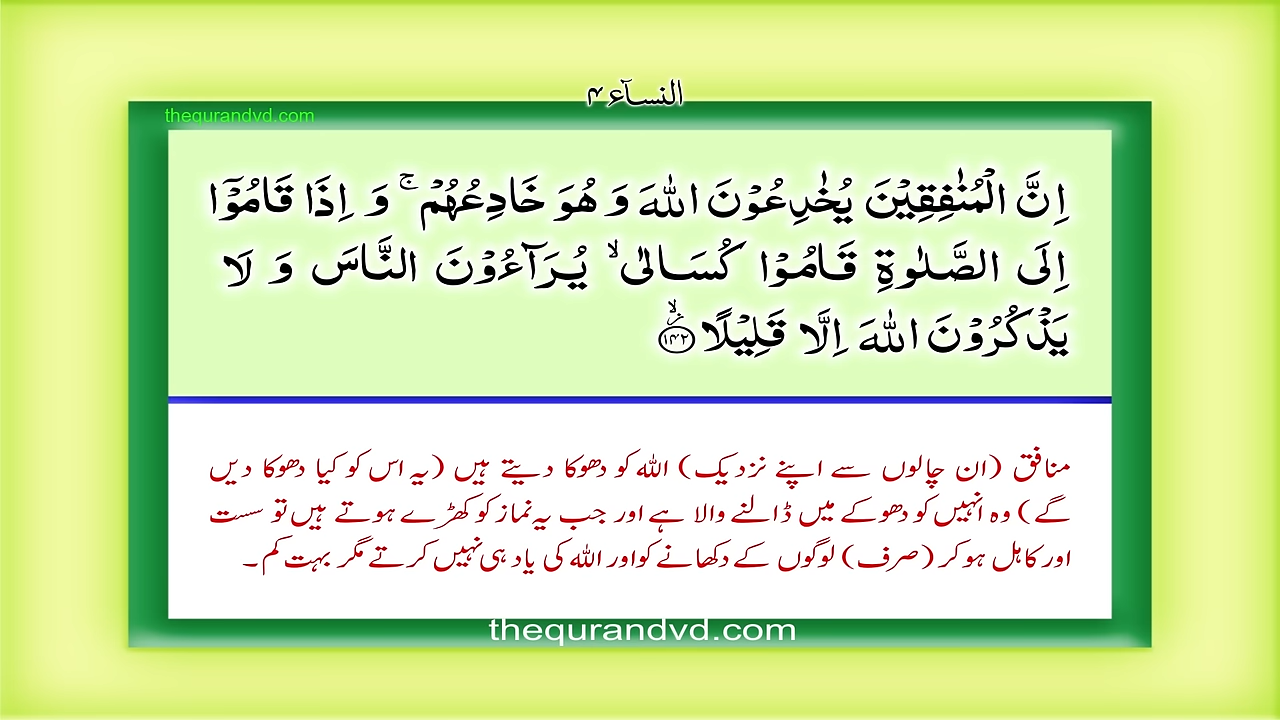 النسآء۴
thequrandvd.com
اِنَّ الْمُنٰفِقِيْنَ يُخٰدِعُوْنَ اللّٰهَ وَ هُوَ خَادِعُهُمْ ۚ وَ اِذَا قَامُوْۤا
اِلَى الصَّلٰوةِ قَامُوْا كُسَالٰى ۙ يُرَآءُوْنَ النَّاسَ وَ لَا
يَذْكُرُوْنَ اللّٰهَ اِلَّا قَلِيْلًا ۙ۱۴۲
منافق (ان چالوں سے اپنے نزدیک) اللہ کو دھوکا دیتے ہیں (یہ اس کو کیا دھوکا دیں
گے) وہ انہیں کو دھوکے میں ڈالنے والا ہے اور جب یہ نماز کو کھڑے ہوتے ہیں تو سست
اور کاہل ہو کر (صرف) لوگوں کے دکھانے کو اور اللہ کی یاد ہی نہیں کرتے مگر بہت کم۔
thequrandvd.com